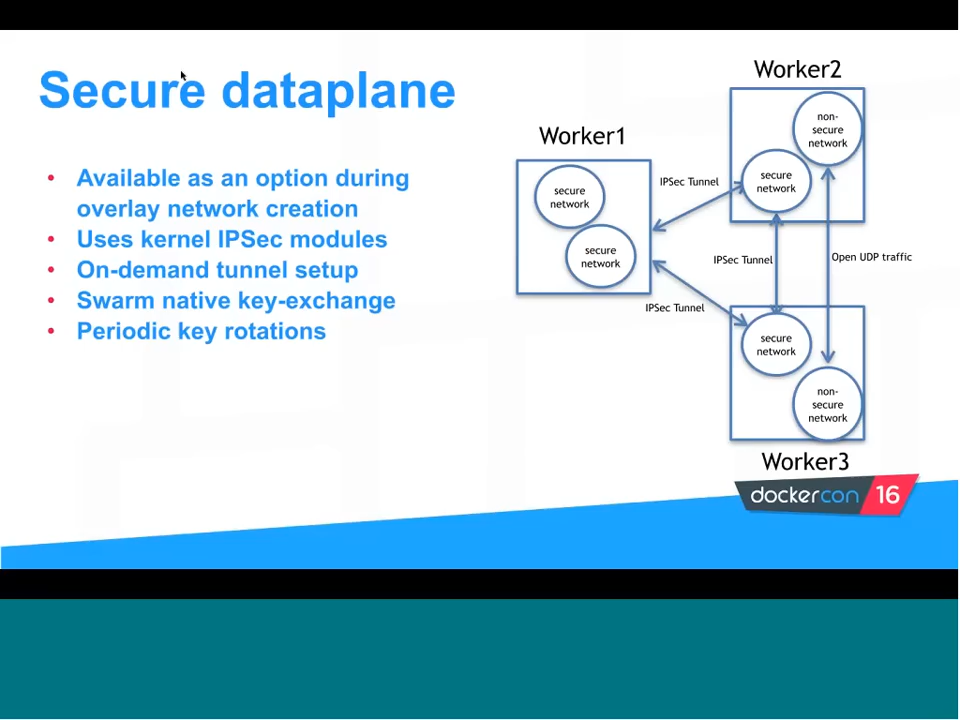 Secure dataplane
• Available as an option during
overlay network creation
• Uses kernel IPSec modules
• On-demand tunnel setup
• Swarm native key-exchange
• Periodic key rotations
Worker1
secure
network
secure
network
Worker2
non-
secure
network
secure
network
IPSec Tunnel
IPSec Tunnel
Open UDP traffic
IPSec Tunnel
secure
network
non-
secure
network
Worker3
dockercon 16